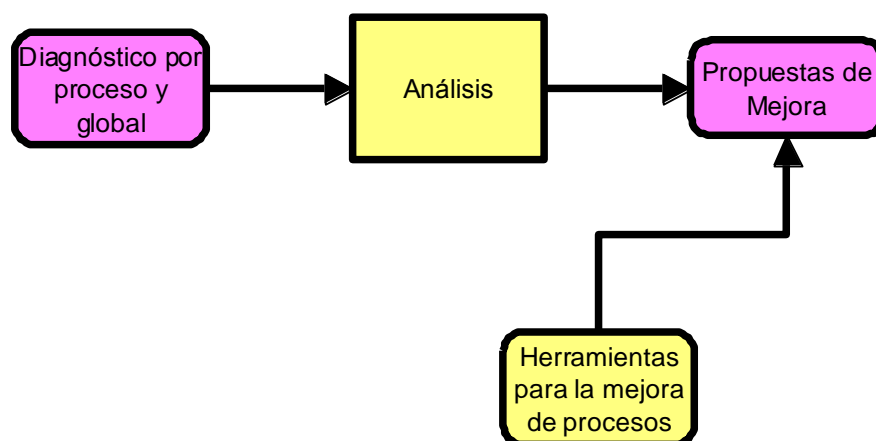 Diagnóstico por
proceso y
global
Análisis
Propuestas de
Mejora
Herramientas
para la mejora
de procesos